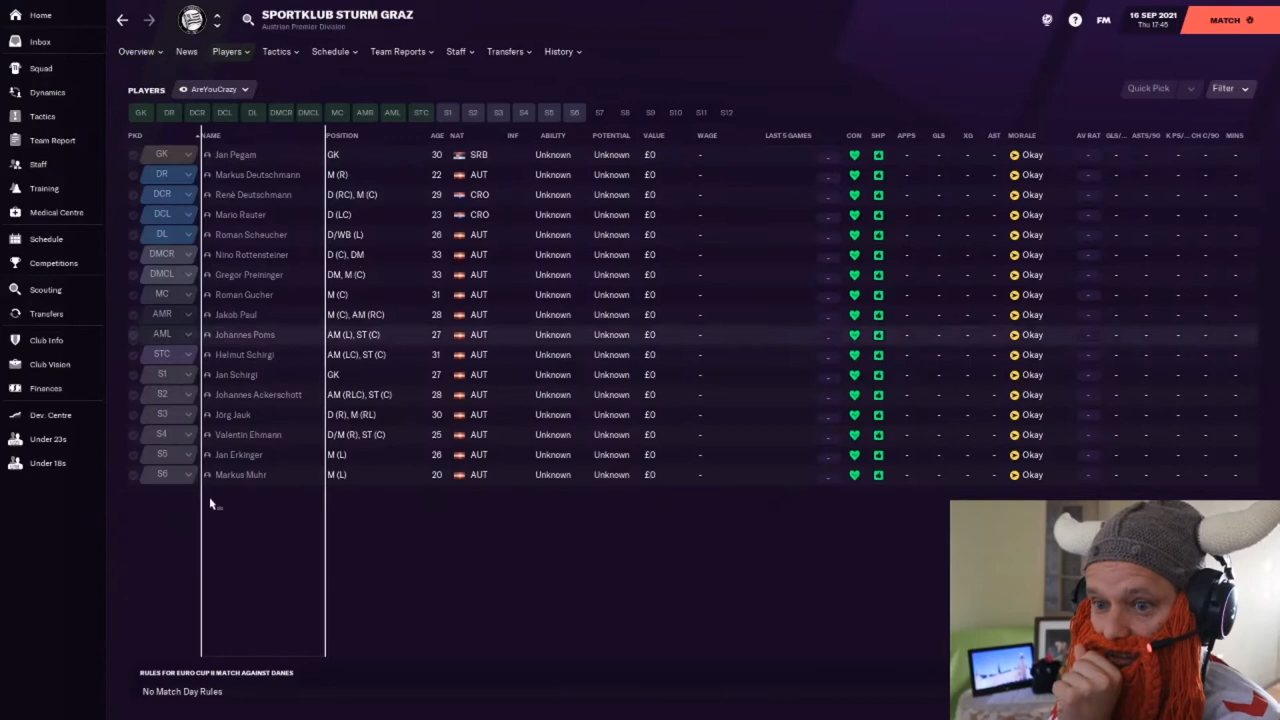 Home
Inbox
Squad
Dynamics
Tactics
Team Report
Staff
Training
Medical Centre
Schedule
Competitions
Scouting
Transfers
Club Info
Club Vision
Finances
Dev. Centre
Under 23s
Under 18s
SPORTKLUB STURM GRAZ
Austrian Premier Division
FM
16 SEP 2021
Thu 17:45
MATCH
Overview News Players Tactics Schedule Team Reports Staff Transfers History
PLAYERS AreYouCrazy Quick Pick Filter
GK DR DCR DCL DL DMCR DMCL MC AMR AML STC S1 S2 S3 S4 S5 S6 S7 S8 S9 S10 S11 S12
PKD NAME POSITION AGE NAT INF ABILITY POTENTIAL VALUE WAGE LAST 5 GAMES CON SHP APPS GLS XG AST MORALE AV RAT GLS/... ASTS/90 K PS/... CH C/90 MINS
GK Jan Pegam GK 30 SRB Unknown Unknown £0 - - - - - - Okay - - - - - -
DR Markus Deutschmann M (R) 22 AUT Unknown Unknown £0 - - - - - - Okay - - - - - -
DCR Renè Deutschmann D (RC), M (C) 29 CRO Unknown Unknown £0 - - - - - - Okay - - - - - -
DCL Mario Rauter D (LC) 23 CRO Unknown Unknown £0 - - - - - - Okay - - - - - -
DL Roman Scheucher D/WB (L) 26 AUT Unknown Unknown £0 - - - - - - Okay - - - - - -
DMCR Nino Rottensteiner D (C), DM 33 AUT Unknown Unknown £0 - - - - - - Okay - - - - - -
DMCL Gregor Preininger DM, M (C) 33 AUT Unknown Unknown £0 - - - - - - Okay - - - - - -
MC Roman Gucher M (C) 31 AUT Unknown Unknown £0 - - - - - - Okay - - - - - -
AMR Jakob Paul M (C), AM (RC) 28 AUT Unknown Unknown £0 - - - - - - Okay - - - - - -
AML Johannes Poms AM (L), ST (C) 27 AUT Unknown Unknown £0 - - - - - - Okay - - - - - -
STC Helmut Schirgi AM (LC), ST (C) 31 AUT Unknown Unknown £0 - - - - - - Okay - - - - - -
S1 Jan Schirgi GK 27 AUT Unknown Unknown £0 - - - - - - Okay - - - - - -
S2 Johannes Ackerschott AM (RLC), ST (C) 28 AUT Unknown Unknown £0 - - - - - - Okay - - - - - -
S3 Jörg Jauk D (R), M (RL) 30 AUT Unknown Unknown £0 - - - - - - Okay - - - - - -
S4 Valentin Ehmann D/M (R), ST (C) 25 AUT Unknown Unknown £0 - - - - - - Okay - - - - - -
S5 Jan Erkinger M (L) 26 AUT Unknown Unknown £0 - - - - - - Okay - - - - - -
S6 Markus Muhr M (L) 20 AUT Unknown Unknown £0 - - - - - - Okay - - - - - -
RULES FOR EURO CUP II MATCH AGAINST DANES
No Match Day Rules